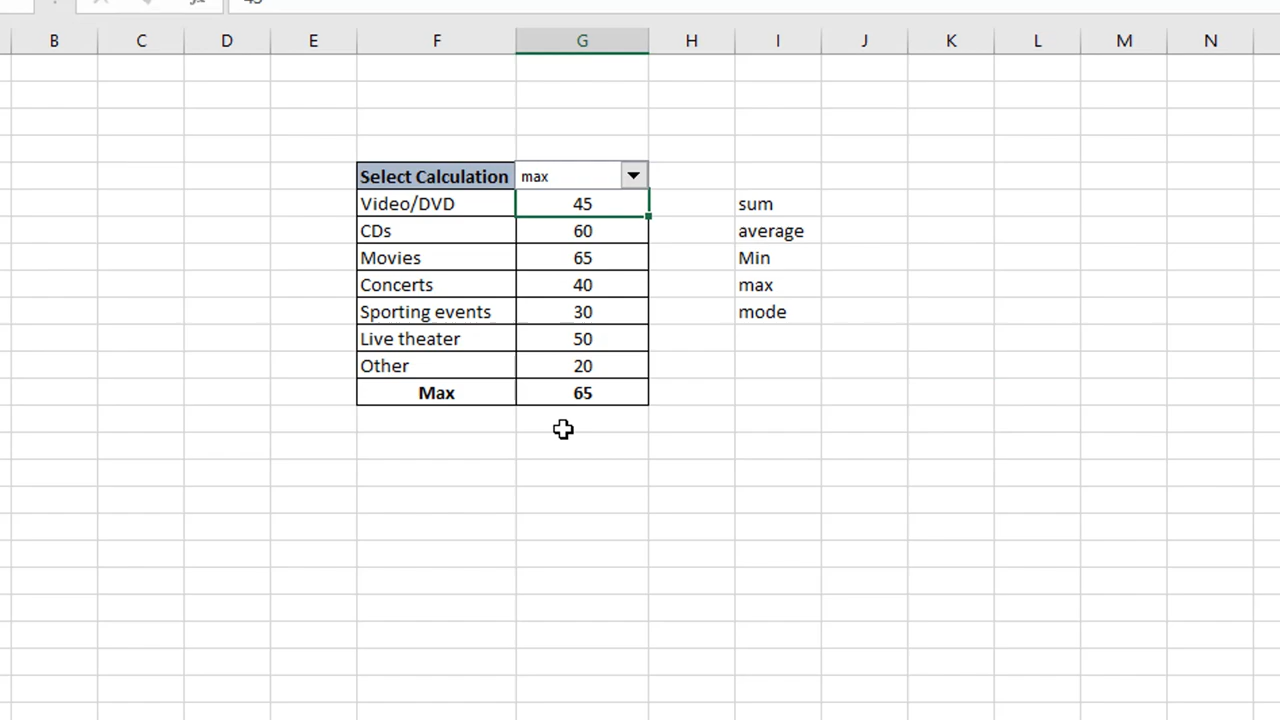 B C D E F G H I J K L M N
Select Calculation max
Video/DVD 45 sum
CDs 60 average
Movies 65 Min
Concerts 40 max
Sporting events 30 mode
Live theater 50
Other 20
Max 65